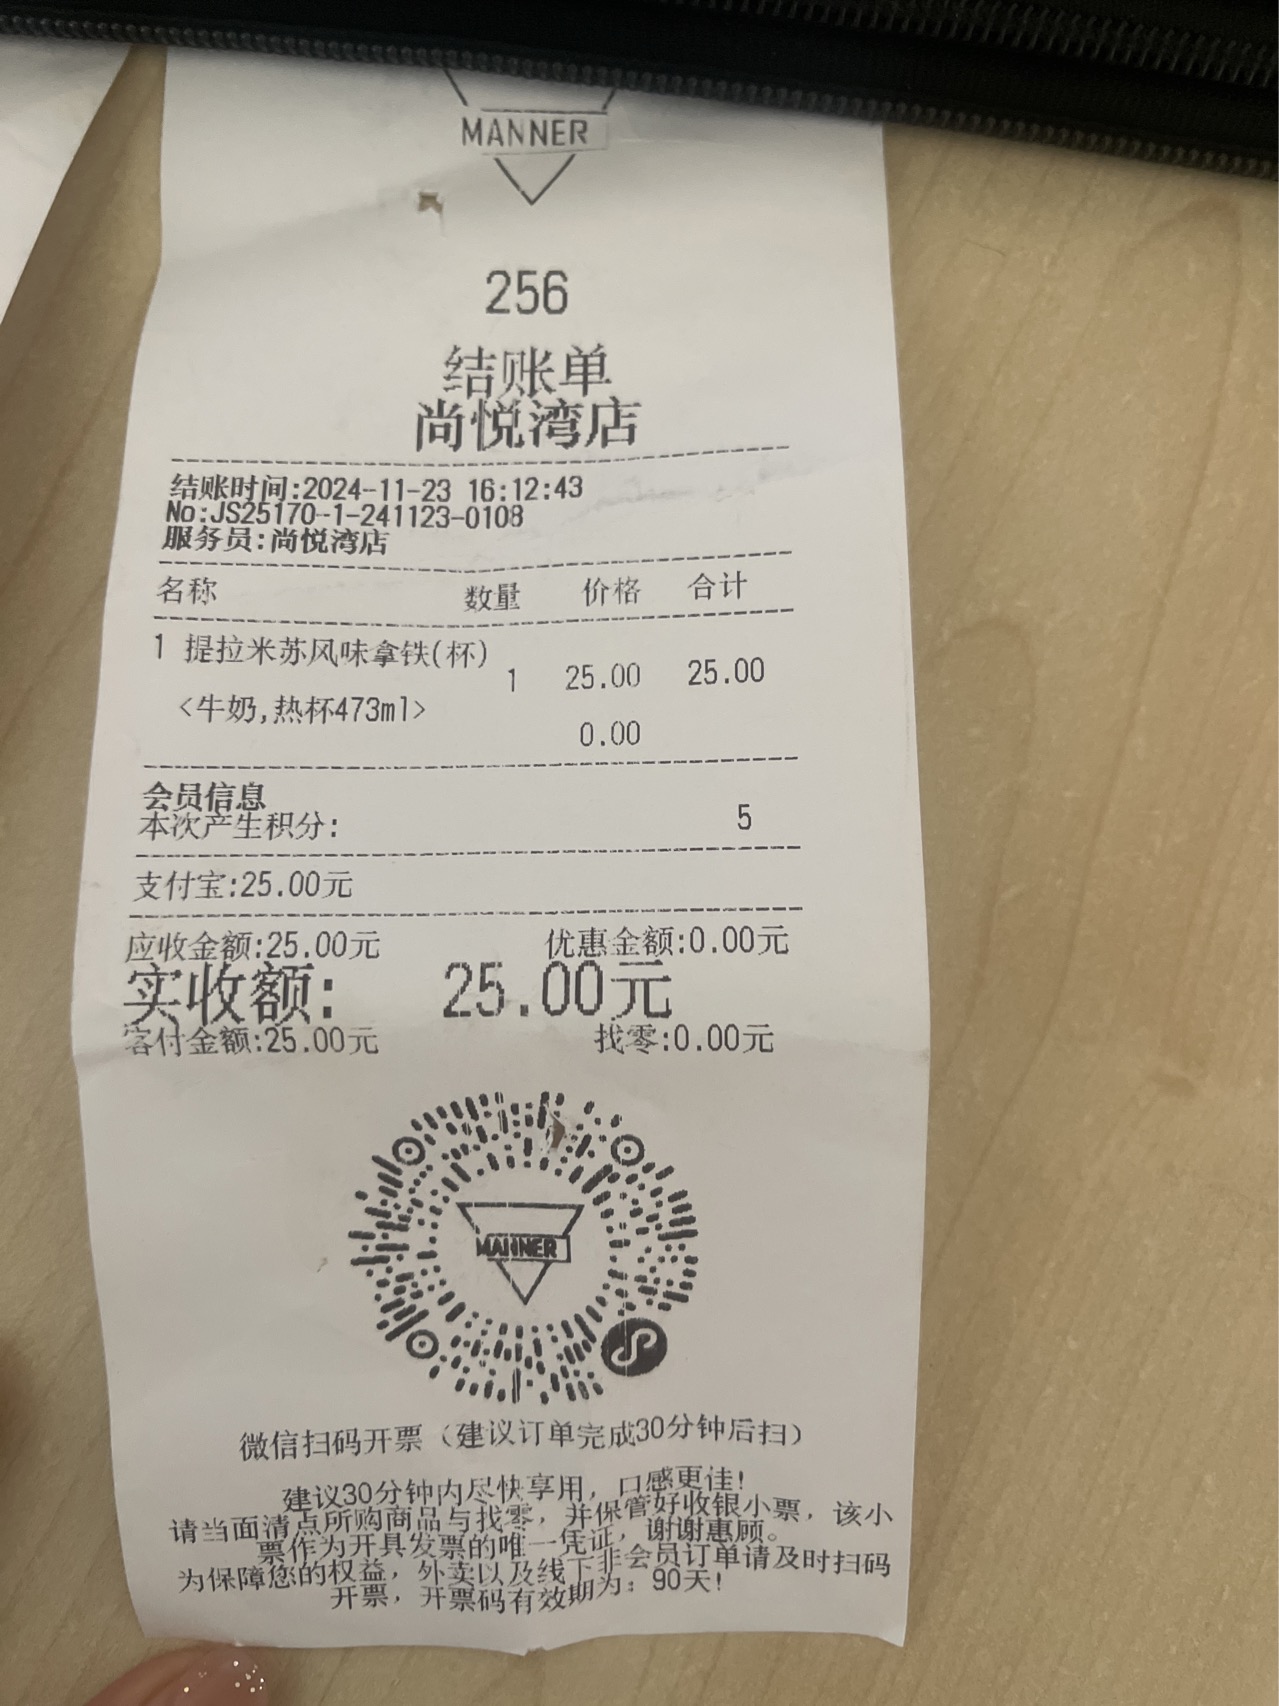 MANNER
256
结账单
尚悦湾店
结账时间:2024-11-23 16:12:43
No:JS25170-1-241123-0108
服务员:尚悦湾店
名称 数量 价格 合计
1 提拉米苏风味拿铁(杯)
1 25.00 25.00
<牛奶,热杯473ml>
0.00
会员信息
本次产生积分: 5
支付宝:25.00元
应收金额:25.00元 优惠金额:0.00元
实收额: 25.00元
客付金额:25.00元 找零:0.00元
MANNER
微信扫码开票（建议订单完成30分钟后扫）
建议30分钟内尽快享用，口感更佳!
请当面清点所购商品与找零，并保管好收银小票，该小
票作为开具发票的唯一凭证，谢谢惠顾。
为保障您的权益，外卖以及线下非会员订单请及时扫码
开票，开票码有效期为：90天!